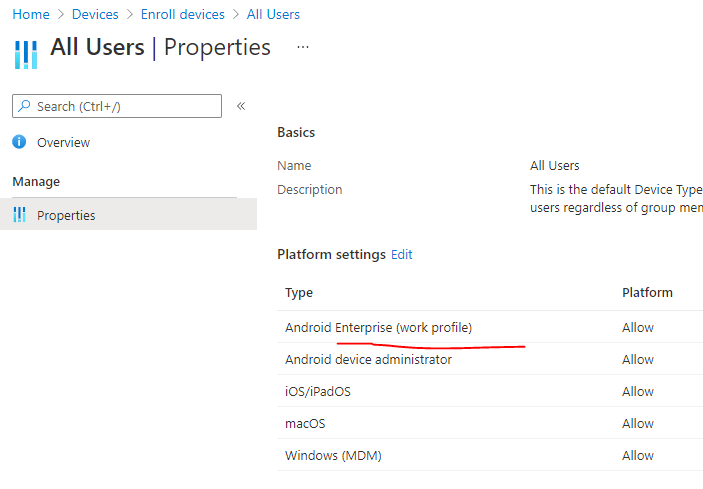 Home > Devices > Enroll devices > All Users
All Users | Properties ...
Search (Ctrl+/) «
Overview
Manage
Properties
Basics
Name All Users
Description This is the default Device Type
users regardless of group mem
Platform settings Edit
Type Platform
Android Enterprise (work profile) Allow
Android device administrator Allow
iOS/iPadOS Allow
macOS Allow
Windows (MDM) Allow